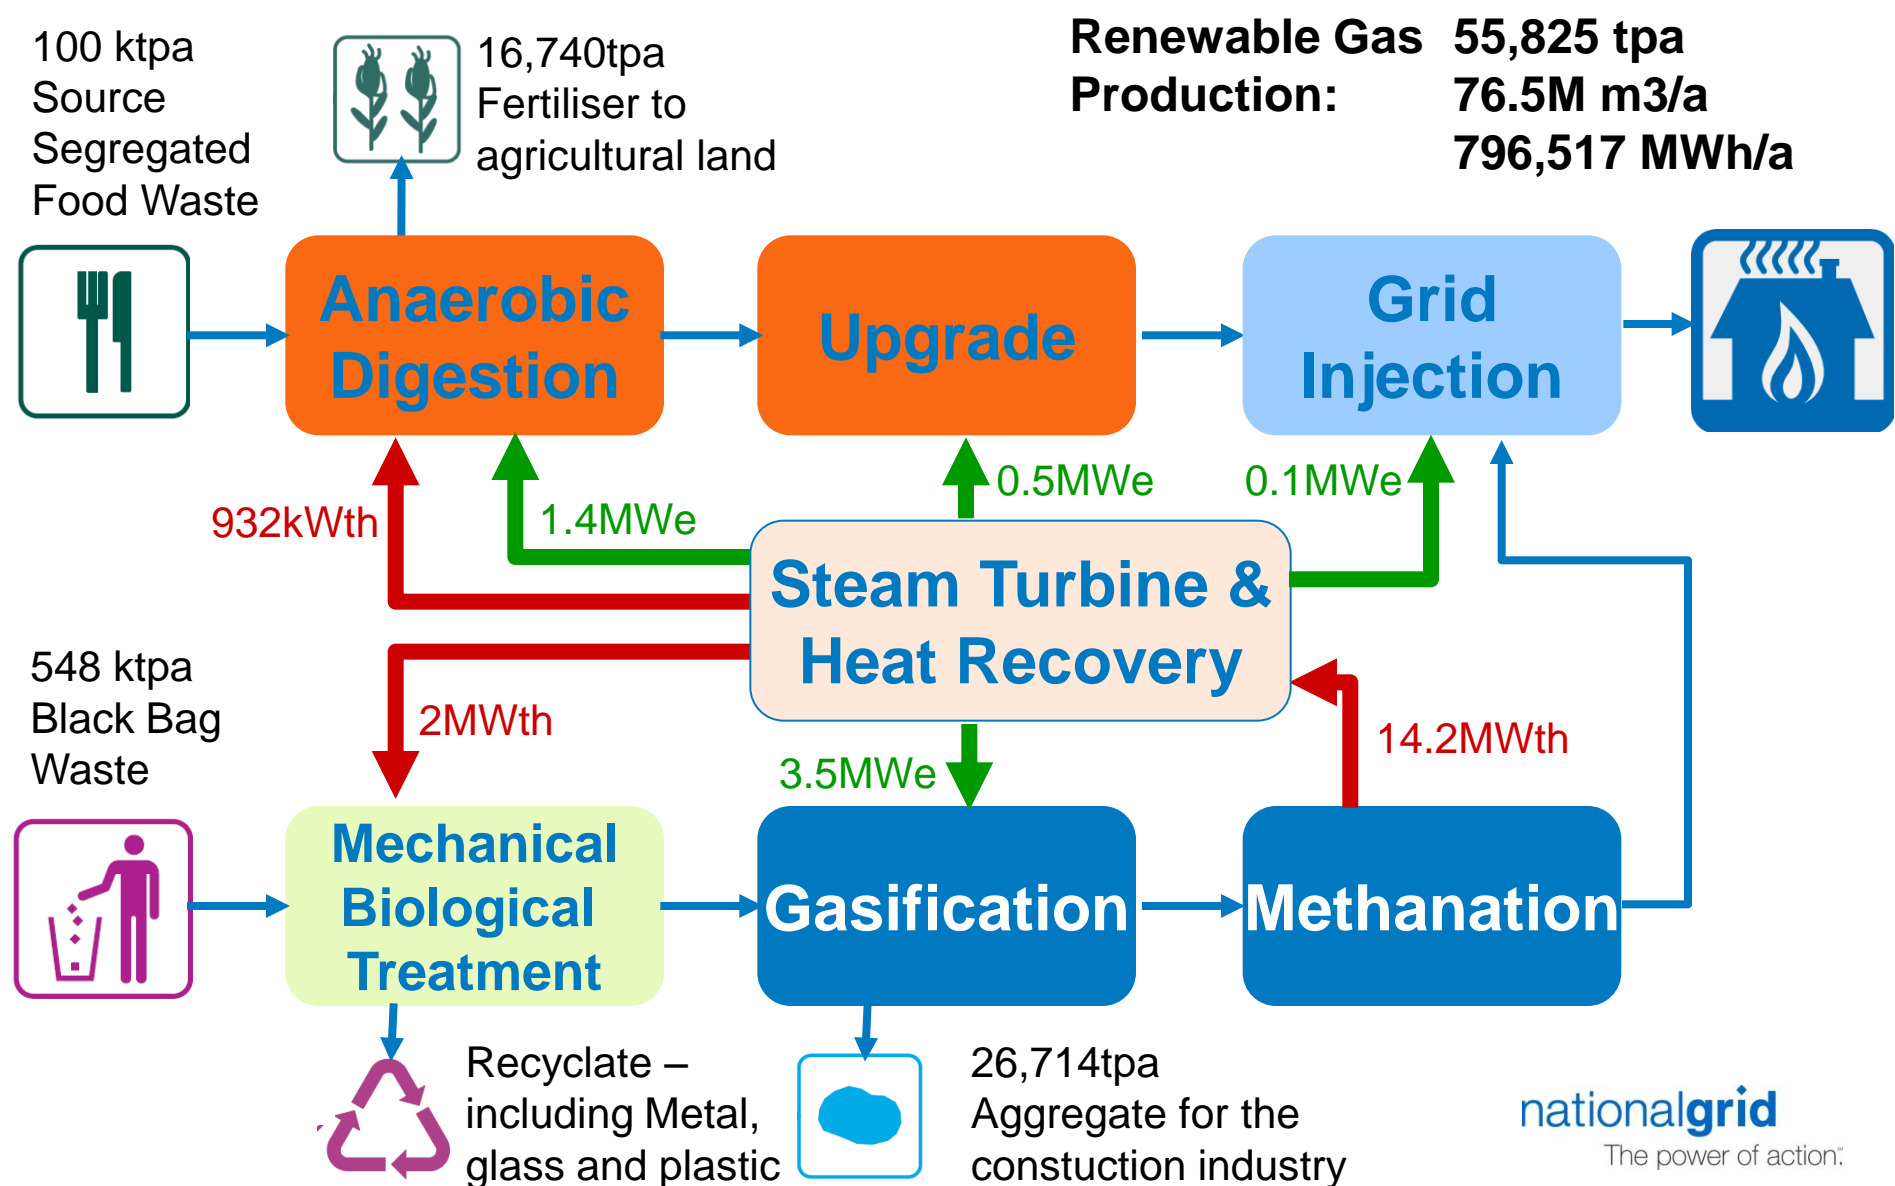 100 ktpa
Source
Segregated
Food Waste
16,740tpa
Fertiliser to
agricultural land
Renewable Gas 55,825 tpa
Production: 76.5M m3/a
796,517 MWh/a
Anaerobic
Digestion
Upgrade
Grid
Injection
932kWth
1.4MWe
0.5MWe
0.1MWe
Steam Turbine &
Heat Recovery
548 ktpa
Black Bag
Waste
2MWth
3.5MWe
14.2MWth
Mechanical
Biological
Treatment
Gasification
Methanation
Recyclate –
including Metal,
glass and plastic
26,714tpa
Aggregate for the
constuction industry
nationalgrid
The power of action.™